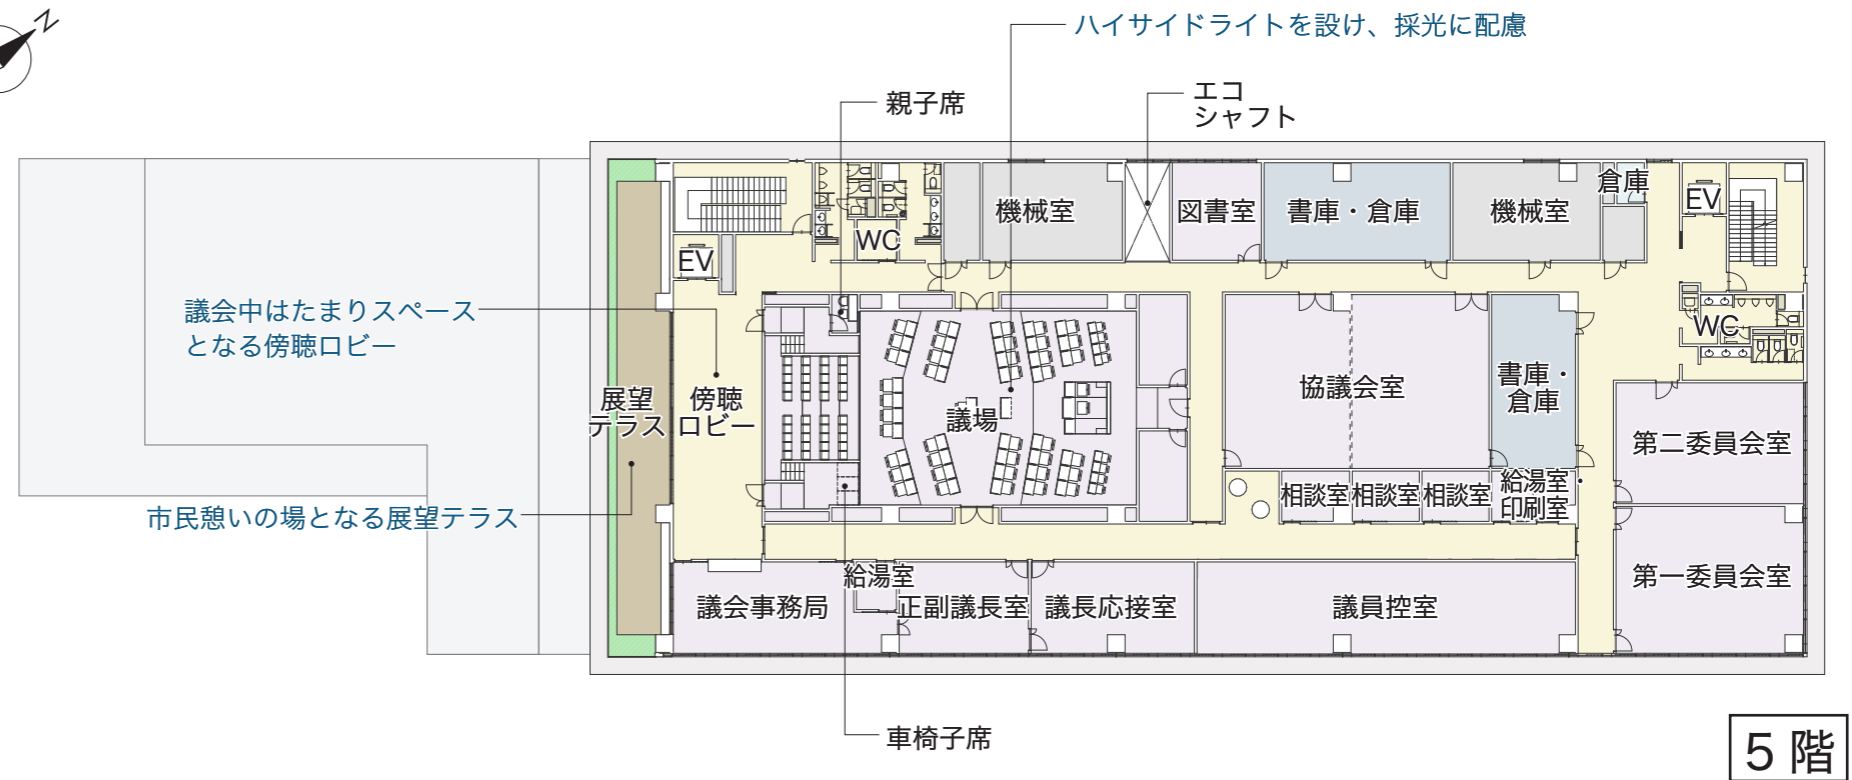 N
ハイサイドライトを設け、採光に配慮
親子席
エコ
シャフト
機械室
図書室
書庫・倉庫
機械室
倉庫
EV
WC
EV
議会中はたまりスペース
となる傍聴ロビー
WC
展望
テラス
傍聴
ロビー
議場
協議会室
書庫・
倉庫
第二委員会室
市民憩いの場となる展望テラス
相談室
相談室
相談室
給湯室・
印刷室
議会事務局
給湯室
正副議長室
議長応接室
議員控室
第一委員会室
車椅子席
5階